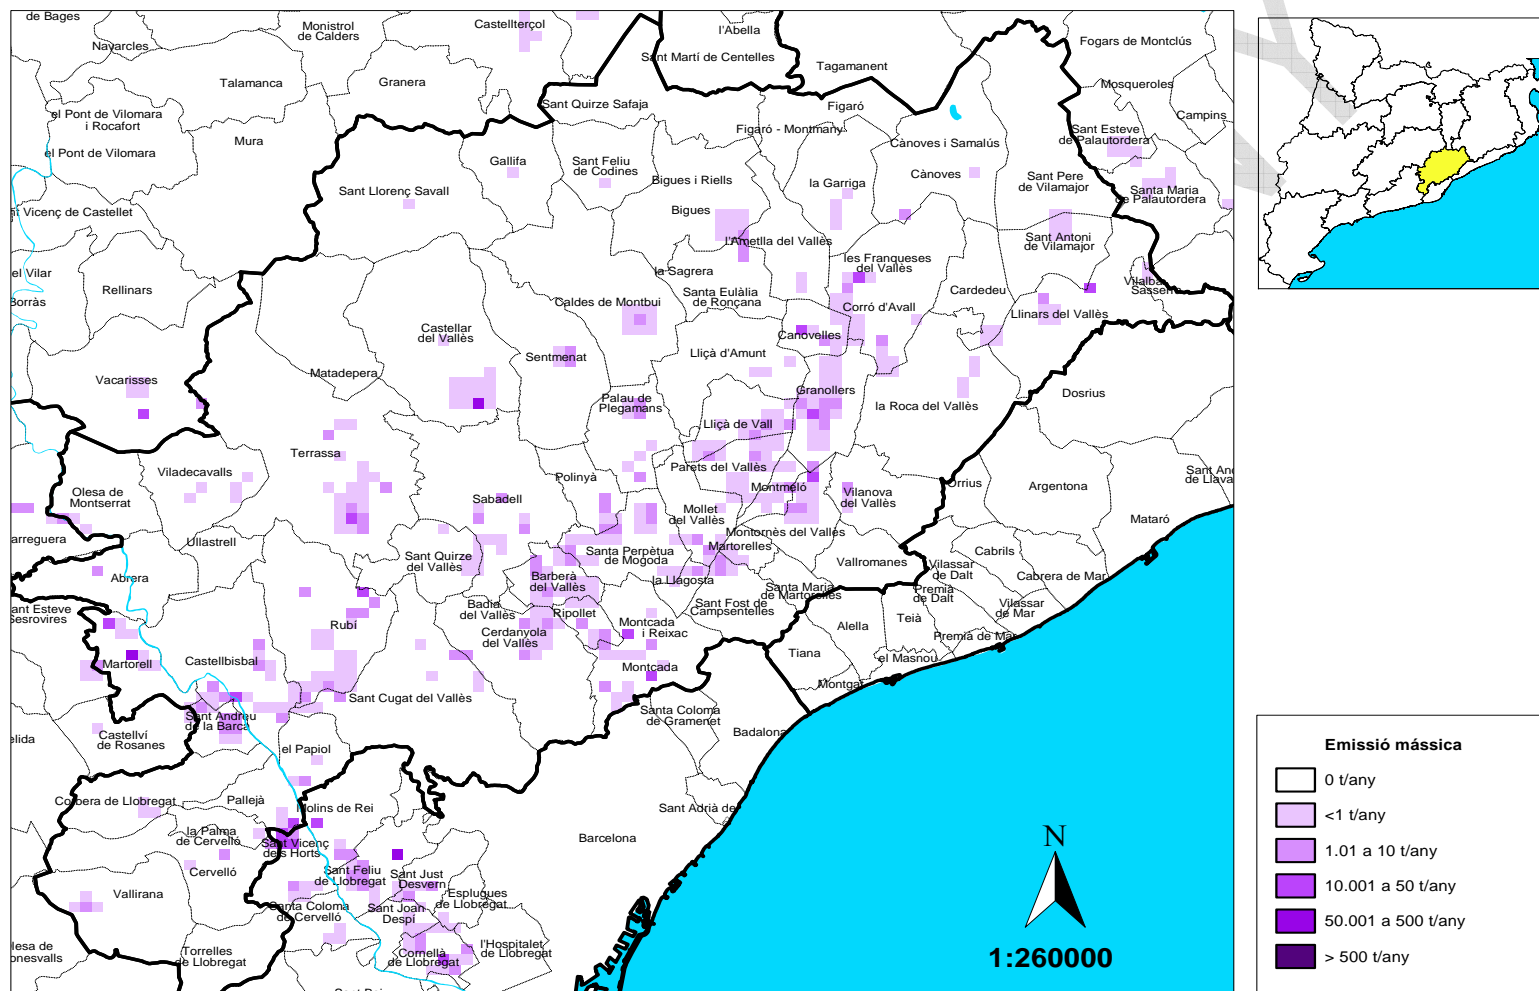 de Bages
Navarcles
Monistrol
de Calders
Castellterçol
l'Abella
Sant Martí de Centelles
Tagamanent
Fogars de Montclús
Talamanca
Granera
Mosqueroles
Campins
el Pont de Vilomara
i Rocafort
el Pont de Vilomara
Mura
Sant Quirze Safaja
Figaró
Figaró - Montmany
Cànoves i Samalús
Sant Esteve
de Palautordera
Gallifa
Sant Feliu
de Codines
Bigues i Riells
la Garriga
Cànoves
Sant Pere
de Vilamajor
Santa Maria
de Palautordera
Sant Llorenç Savall
nt Vicenç de Castellet
Bigues
l'Ametlla del Vallès
Sant Antoni
de Vilamajor
el Vilar
Rellinars
la Sagrera
les Franqueses
del Vallès
Vilalba
Sasserra
Borràs
Caldes de Montbui
Santa Eulàlia
de Ronçana
Cardedeu
Corró d'Avall
Llinars del Vallès
Castellar
del Vallès
Canovelles
Sentmenat
Lliçà d'Amunt
Vacarisses
Matadepera
Granollers
Dosrius
Palau de
Plegamans
la Roca del Vallès
Lliçà de Vall
Terrassa
Viladecavalls
Polinyà
Parets del Vallès
Olesa de
Montserrat
Sabadell
Montmeló
Vilanova
del Vallès
Orrius
Argentona
Sant And
de Llava
Mollet
del Vallès
Mataró
arreguera
Ullastrell
Montornès del Vallès
Martorelles
Sant Quirze
del Vallès
Santa Perpètua
de Mogoda
Vallromanes
Cabrils
Vilassar
de Dalt
Cabrera de Mar
Abrera
Barberà
del Vallès
la Llagosta
Santa Maria
de Martorelles
Premià
de Dalt
Vilassar
de Mar
ant Esteve
Sesrovires
Badia
del Vallès
Ripollet
Sant Fost de
Campsentelles
Teià
Alella
Rubí
Cerdanyola
del Vallès
Montcada
i Reixac
Premià de Mar
Tiana
el Masnou
Martorell
Castellbisbal
Montcada
Montgat
Sant Cugat del Vallès
Sant Andreu
de la Barca
Santa Coloma
de Gramenet
Badalona
elida
Castellví
de Rosanes
el Papiol
Corbera de Llobregat
Pallejà
Molins de Rei
Sant Adrià de
la Palma
de Cervelló
Sant Vicenç
dels Horts
Barcelona
Cervelló
Sant Feliu
de Llobregat
Sant Just
Desvern
Vallirana
Esplugues
de Llobregat
Santa Coloma
de Cervelló
Sant Joan
Despí
lesa de
onesvalls
Torrelles
de Llobregat
Cornellà
de Llobregat
l'Hospitalet
de Llobregat
N
1:260000
Emissió mássica
0 t/any
<1 t/any
1.01 a 10 t/any
10.001 a 50 t/any
50.001 a 500 t/any
> 500 t/any